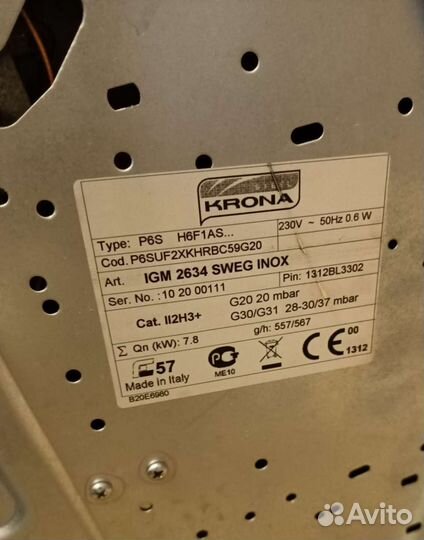 KRONA
Type: P6S H6F1AS...
230V ~ 50Hz 0.6 W
Cod. P6SUF2XKHRBC59G20
Art. IGM 2634 SWEG INOX
Ser. No.: 10 20 00111
Pin: 1312BL3302
Cat. II2H3+
G20 20 mbar
G30/G31 28-30/37 mbar
Σ Qn (kW): 7.8
g/h: 557/567
57
Made in Italy
ME10
CE 00
1312
B20E6960
Avito